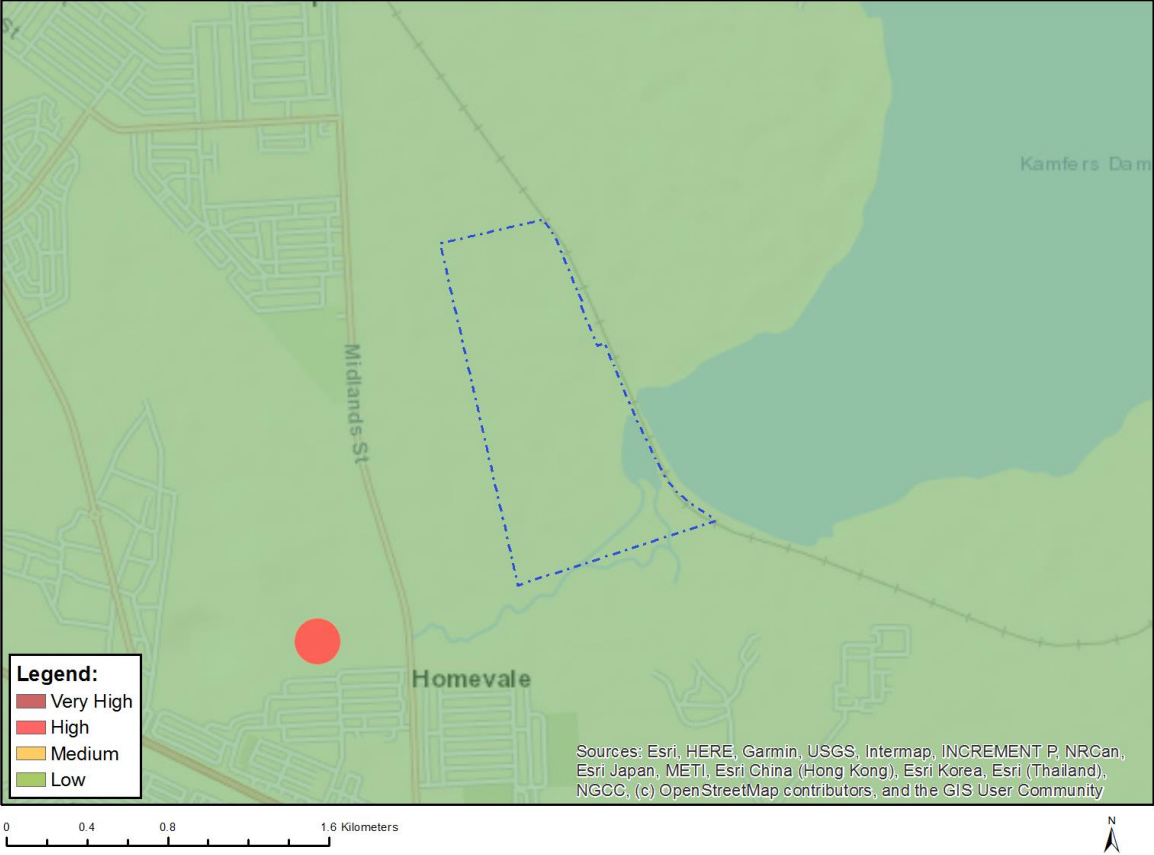 St
Kamfers Dam
Midlands St
Homevale
Legend:
Very High
High
Medium
Low
Sources: Esri, HERE, Garmin, USGS, Intermap, INCREMENT P, NRCan,
Esri Japan, METI, Esri China (Hong Kong), Esri Korea, Esri (Thailand),
NGCC, (c) OpenStreetMap contributors, and the GIS User Community
0 0.4 0.8 1.6 Kilometers
N